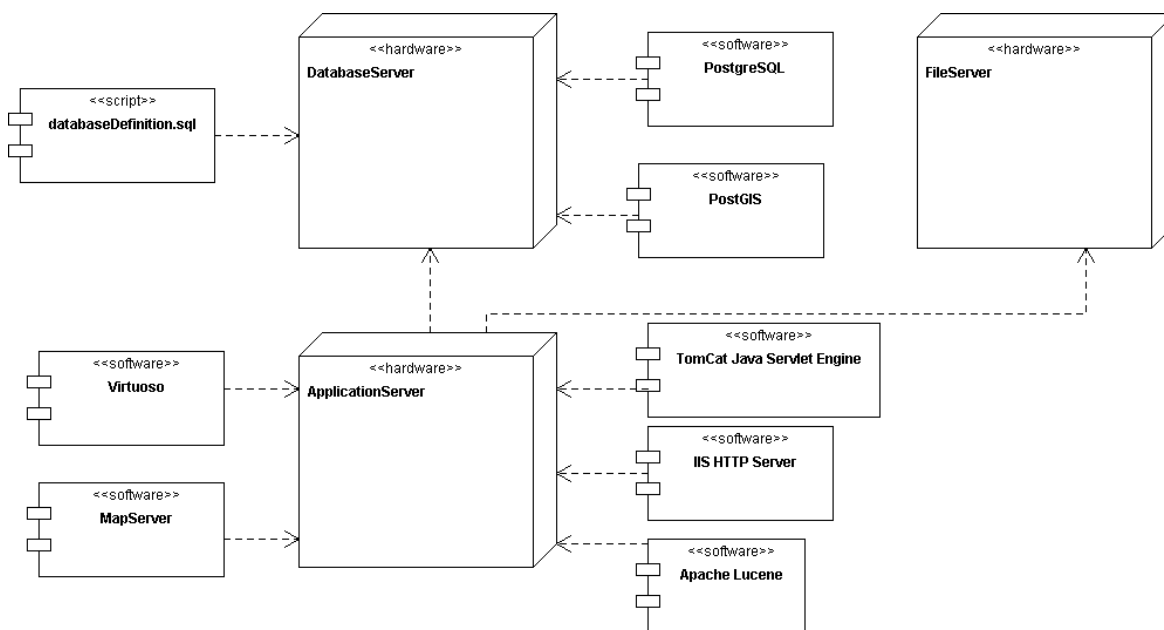 <<hardware>>
DatabaseServer
<<software>>
PostgreSQL
<<hardware>>
FileServer
<<script>>
databaseDefinition.sql
<<software>>
PostGIS
<<software>>
Virtuoso
<<hardware>>
ApplicationServer
<<software>>
TomCat Java Servlet Engine
<<software>>
IIS HTTP Server
<<software>>
MapServer
<<software>>
Apache Lucene